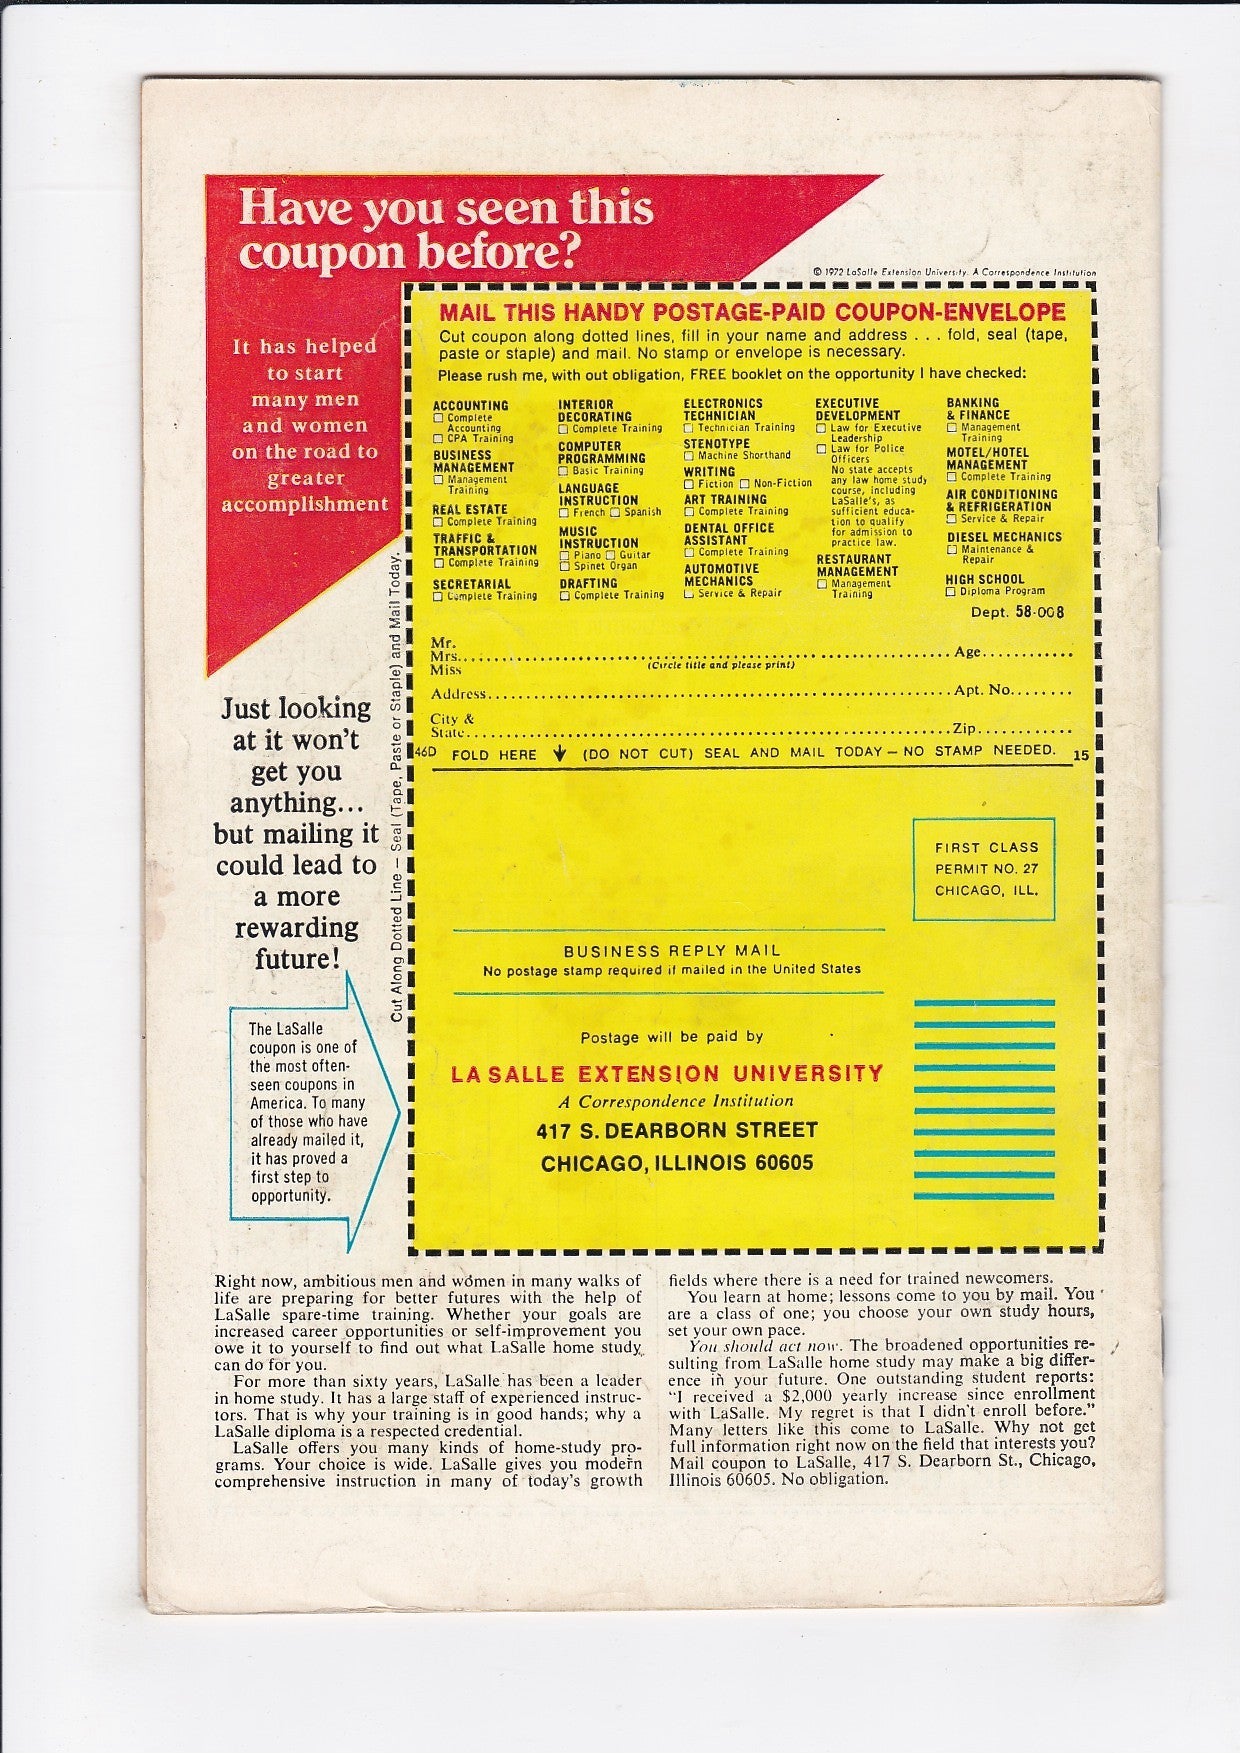 Have you seen this
coupon before?
It has helped
to start
many men
and women
on the road to
greater
accomplishment
© 1972 LaSalle Extension University. A Correspondence Institution
MAIL THIS HANDY POSTAGE-PAID COUPON-ENVELOPE
Cut coupon along dotted lines, fill in your name and address . . . fold, seal (tape,
paste or staple) and mail. No stamp or envelope is necessary.
Please rush me, with out obligation, FREE booklet on the opportunity I have checked:
ACCOUNTING
☐ Complete
Accounting
☐ CPA Training
BUSINESS
MANAGEMENT
☐ Management
Training
REAL ESTATE
☐ Complete Training
TRAFFIC &
TRANSPORTATION
☐ Complete Training
SECRETARIAL
☐ Complete Training
INTERIOR
DECORATING
☐ Complete Training
COMPUTER
PROGRAMMING
☐ Basic Training
LANGUAGE
INSTRUCTION
☐ French ☐ Spanish
MUSIC
INSTRUCTION
☐ Piano ☐ Guitar
☐ Spinet Organ
DRAFTING
☐ Complete Training
ELECTRONICS
TECHNICIAN
☐ Technician Training
STENOTYPE
☐ Machine Shorthand
WRITING
☐ Fiction ☐ Non-Fiction
ART TRAINING
☐ Complete Training
DENTAL OFFICE
ASSISTANT
☐ Complete Training
AUTOMOTIVE
MECHANICS
☐ Service & Repair
EXECUTIVE
DEVELOPMENT
☐ Law for Executive
Leadership
☐ Law for Police
Officers
No state accepts
any law home study
course, including
LaSalle's, as
sufficient educa-
tion to qualify
for admission to
practice law.
RESTAURANT
MANAGEMENT
☐ Management
Training
BANKING
& FINANCE
☐ Management
Training
MOTEL/HOTEL
MANAGEMENT
☐ Complete Training
AIR CONDITIONING
& REFRIGERATION
☐ Service & Repair
DIESEL MECHANICS
☐ Maintenance &
Repair
HIGH SCHOOL
☐ Diploma Program
Dept. 58-008
Mr.
Mrs. Age
Miss
(Circle title and please print)
Address Apt. No.
City &
State Zip
46D FOLD HERE ↓ (DO NOT CUT) SEAL AND MAIL TODAY — NO STAMP NEEDED. 15
Cut Along Dotted Line — Seal (Tape, Paste or Staple) and Mail Today.
Just looking
at it won't
get you
anything...
but mailing it
could lead to
a more
rewarding
future!
The LaSalle
coupon is one of
the most often-
seen coupons in
America. To many
of those who have
already mailed it,
it has proved a
first step to
opportunity.
FIRST CLASS
PERMIT NO. 27
CHICAGO, ILL.
BUSINESS REPLY MAIL
No postage stamp required if mailed in the United States
Postage will be paid by
LA SALLE EXTENSION UNIVERSITY
A Correspondence Institution
417 S. DEARBORN STREET
CHICAGO, ILLINOIS 60605
Right now, ambitious men and women in many walks of
life are preparing for better futures with the help of
LaSalle spare-time training. Whether your goals are
increased career opportunities or self-improvement you
owe it to yourself to find out what LaSalle home study
can do for you.
For more than sixty years, LaSalle has been a leader
in home study. It has a large staff of experienced instruc-
tors. That is why your training is in good hands; why a
LaSalle diploma is a respected credential.
LaSalle offers you many kinds of home-study pro-
grams. Your choice is wide. LaSalle gives you modern
comprehensive instruction in many of today's growth
fields where there is a need for trained newcomers.
You learn at home; lessons come to you by mail. You
are a class of one; you choose your own study hours,
set your own pace.
You should act now. The broadened opportunities re-
sulting from LaSalle home study may make a big differ-
ence in your future. One outstanding student reports:
"I received a $2,000 yearly increase since enrollment
with LaSalle. My regret is that I didn't enroll before."
Many letters like this come to LaSalle. Why not get
full information right now on the field that interests you?
Mail coupon to LaSalle, 417 S. Dearborn St., Chicago,
Illinois 60605. No obligation.